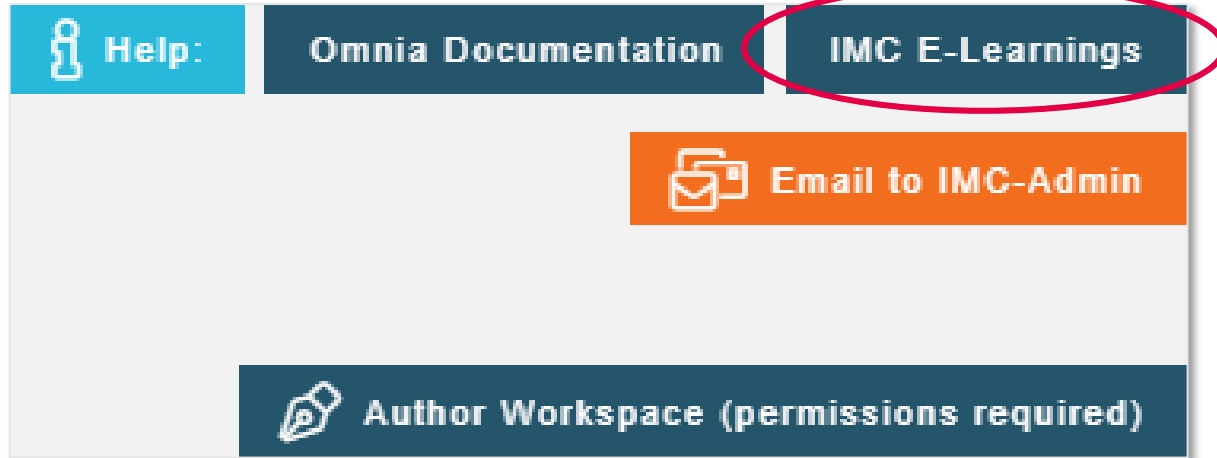 Help: Omnia Documentation IMC E-Learnings
Email to IMC-Admin
Author Workspace (permissions required)